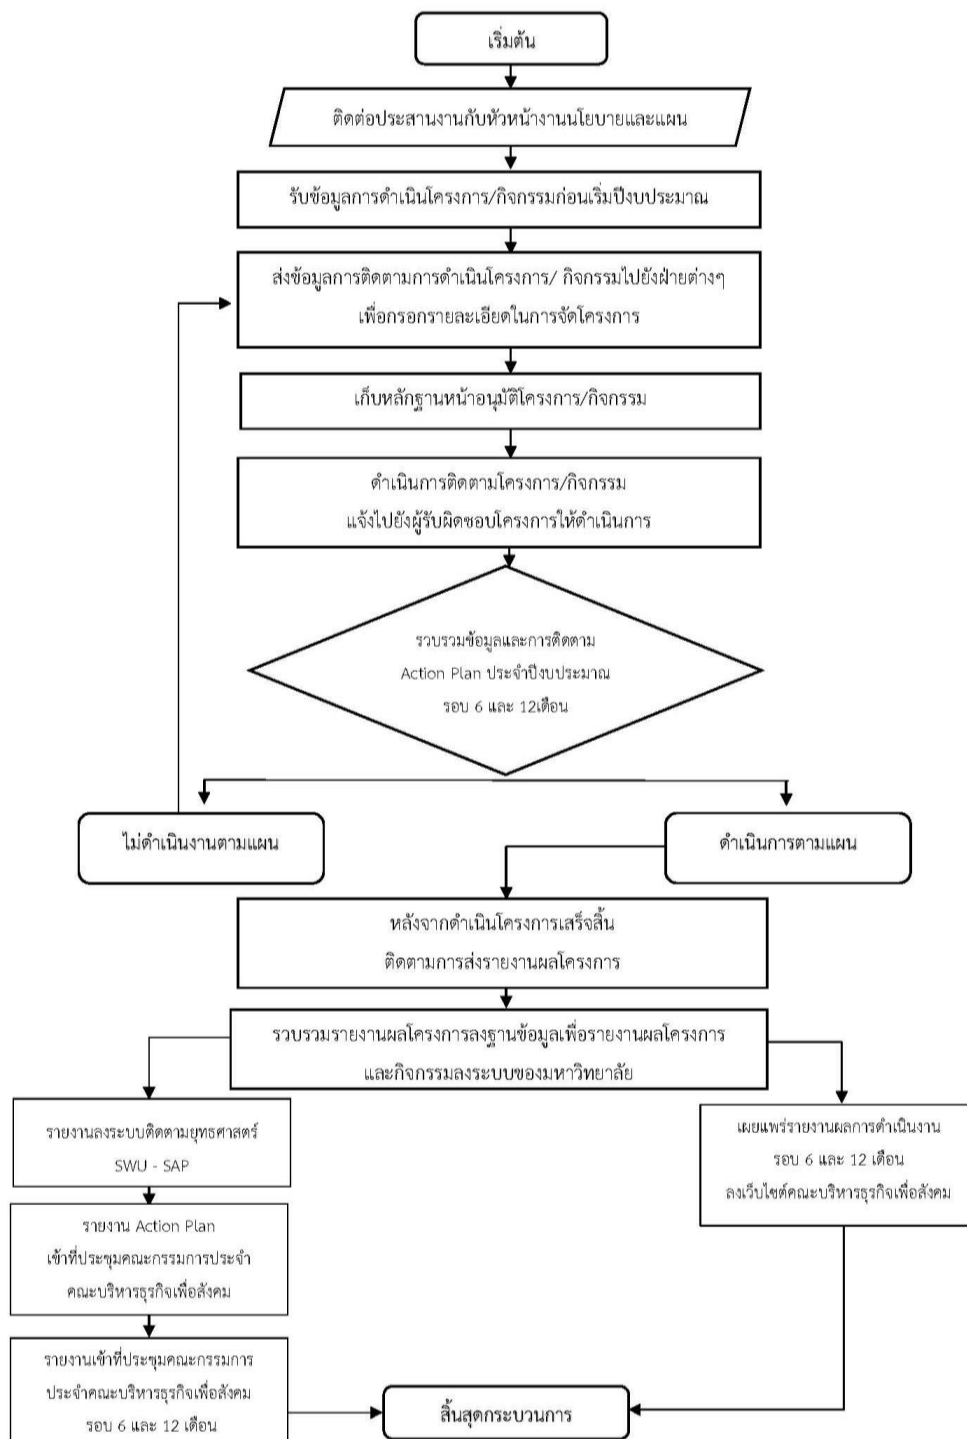 เริ่มต้น
ติดต่อประสานงานกับหัวหน้างานนโยบายและแผน
รับข้อมูลการดำเนินโครงการ/กิจกรรมก่อนเริ่มปีงบประมาณ
ส่งข้อมูลการติดตามการดำเนินโครงการ/ กิจกรรมไปยังฝ่ายต่างๆ
เพื่อกรอกรายละเอียดในการจัดโครงการ
เก็บหลักฐานหน้าอนุมัติโครงการ/กิจกรรม
ดำเนินการติดตามโครงการ/กิจกรรม
แจ้งไปยังผู้รับผิดชอบโครงการให้ดำเนินการ
รวบรวมข้อมูลและการติดตาม
Action Plan ประจำปีงบประมาณ
รอบ 6 และ 12เดือน
ไม่ดำเนินงานตามแผน
ดำเนินการตามแผน
หลังจากดำเนินโครงการเสร็จสิ้น
ติดตามการส่งรายงานผลโครงการ
รวบรวมรายงานผลโครงการลงฐานข้อมูลเพื่อรายงานผลโครงการ
และกิจกรรมลงระบบของมหาวิทยาลัย
รายงานลงระบบติดตามยุทธศาสตร์
SWU - SAP
เผยแพร่รายงานผลการดำเนินงาน
รอบ 6 และ 12 เดือน
ลงเว็บไซต์คณะบริหารธุรกิจเพื่อสังคม
รายงาน Action Plan
เข้าที่ประชุมคณะกรรมการประจำ
คณะบริหารธุรกิจเพื่อสังคม
รายงานเข้าที่ประชุมคณะกรรมการ
ประจำคณะบริหารธุรกิจเพื่อสังคม
รอบ 6 และ 12 เดือน
สิ้นสุดกระบวนการ